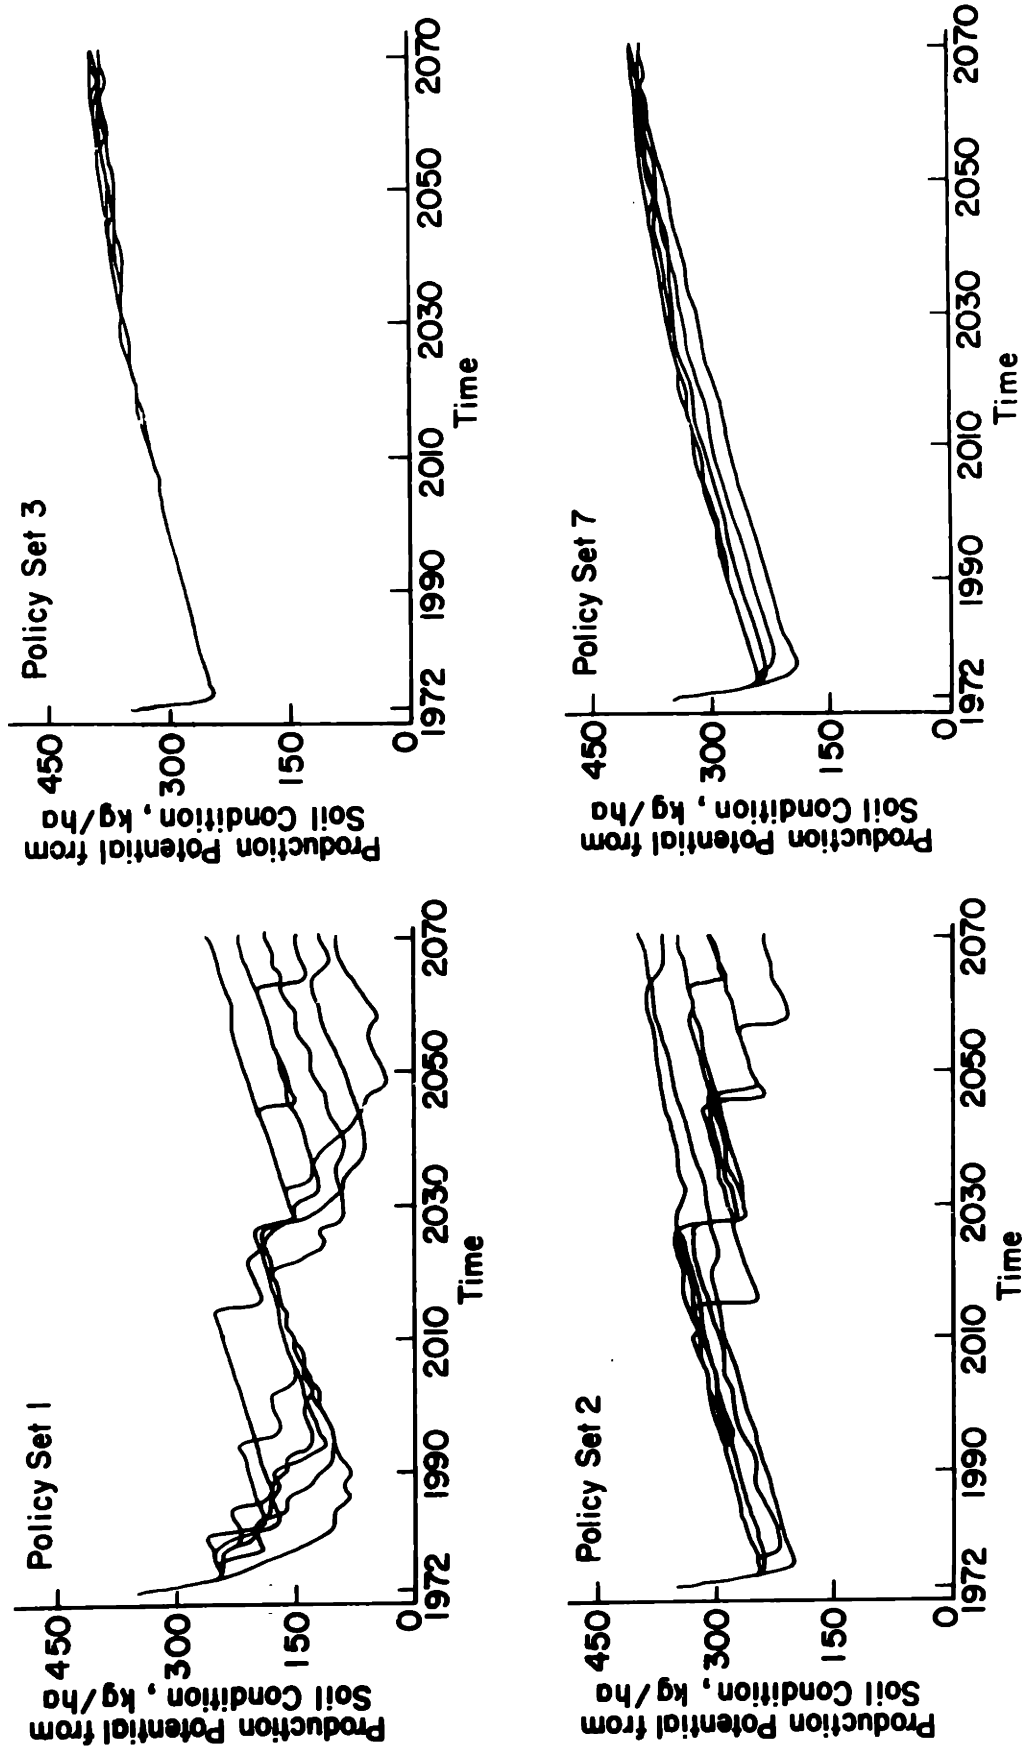 Policy Set 1
Production Potential from
Soil Condition, kg/ha
450
300
150
0
1972 1990 2010 2030 2050 2070
Time
Policy Set 3
Production Potential from
Soil Condition, kg/ha
450
300
150
0
1972 1990 2010 2030 2050 2070
Time
Policy Set 2
Production Potential from
Soil Condition, kg/ha
450
300
150
0
1972 1990 2010 2030 2050 2070
Time
Policy Set 7
Production Potential from
Soil Condition, kg/ha
450
300
150
0
1972 1990 2010 2030 2050 2070
Time